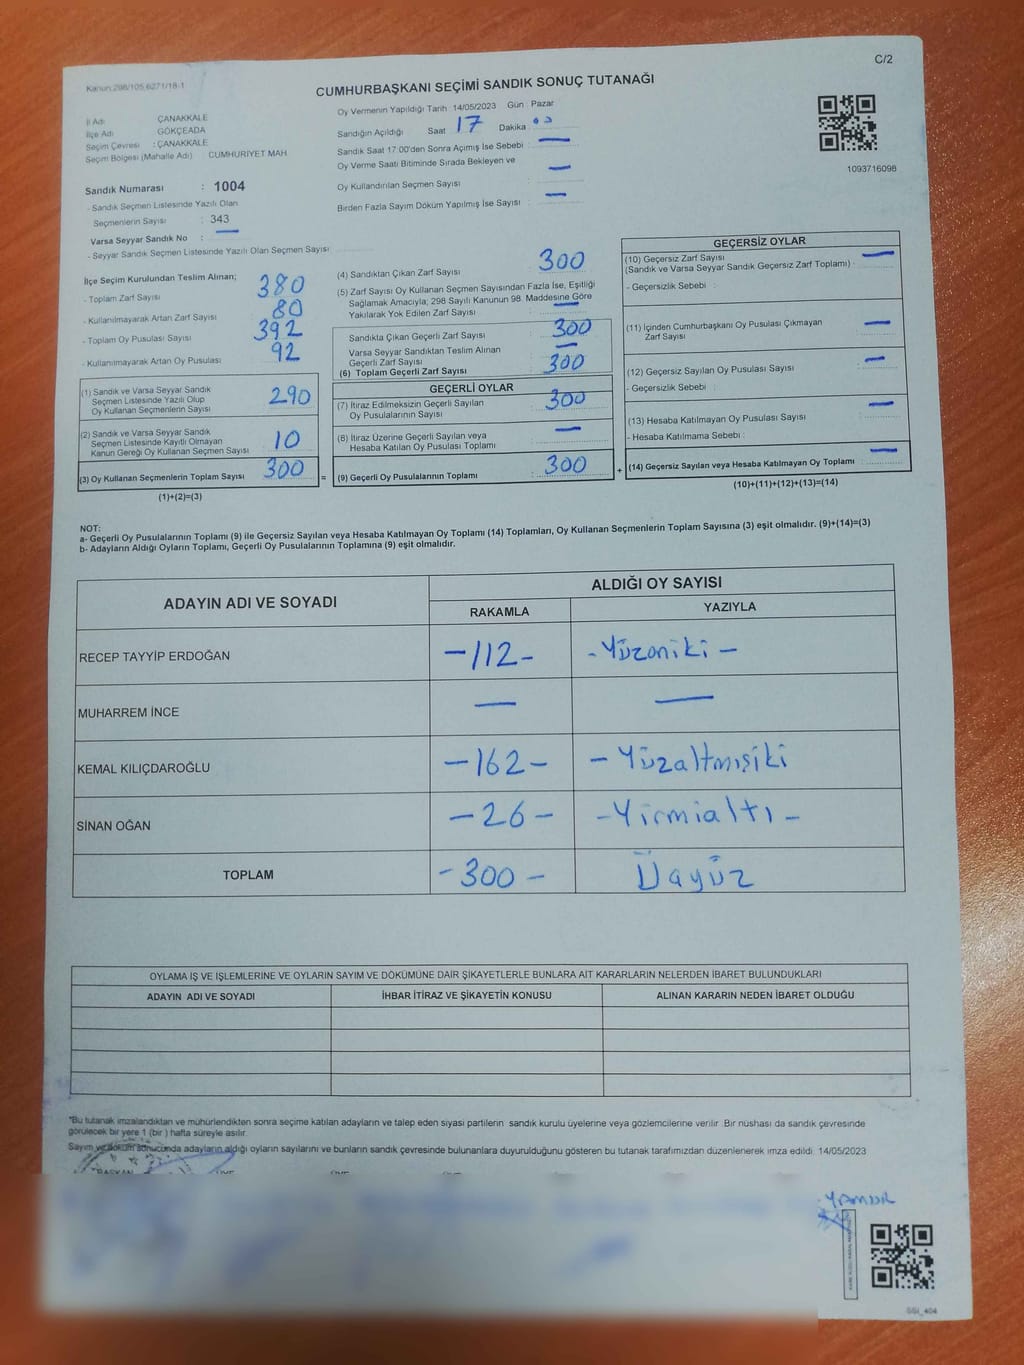 C/2
Kanun:298/105,6271/18-1
CUMHURBAŞKANI SEÇİMİ SANDIK SONUÇ TUTANAĞI
İl Adı : ÇANAKKALE
İlçe Adı : GÖKÇEADA
Seçim Çevresi : ÇANAKKALE
Seçim Bölgesi (Mahalle Adı) CUMHURİYET MAH
Sandık Numarası : 1004
- Sandık Seçmen Listesinde Yazılı Olan
Seçmenlerin Sayısı : 343
Varsa Seyyar Sandık No : —
- Seyyar Sandık Seçmen Listesinde Yazılı Olan Seçmen Sayısı
Oy Vermenin Yapıldığı Tarih 14/05/2023 Gün : Pazar
Sandığın Açıldığı Saat 17 Dakika 00
Sandık Saat 17:00'den Sonra Açımış İse Sebebi : —
Oy Verme Saati Bitiminde Sırada Bekleyen ve
Oy Kullandırılan Seçmen Sayısı : —
Birden Fazla Sayım Döküm Yapılmış İse Sayısı : —
1093716098
İlçe Seçim Kurulundan Teslim Alınan;
- Toplam Zarf Sayısı 380
- Kullanılmayarak Artan Zarf Sayısı 80
- Toplam Oy Pusulası Sayısı 392
- Kullanılmayarak Artan Oy Pusulası 92
(1) Sandık ve Varsa Seyyar Sandık
Seçmen Listesinde Yazılı Olup
Oy Kullanan Seçmenlerin Sayısı 290
(2) Sandık ve Varsa Seyyar Sandık
Seçmen Listesinde Kayıtlı Olmayan
Kanun Gereği Oy Kullanan Seçmen Sayısı 10
(3) Oy Kullanan Seçmenlerin Toplam Sayısı 300 =
(1)+(2)=(3)
(4) Sandıktan Çıkan Zarf Sayısı : 300
(5) Zarf Sayısı Oy Kullanan Seçmen Sayısından Fazla İse, Eşitliği
Sağlamak Amacıyla; 298 Sayılı Kanunun 98. Maddesine Göre
Yakılarak Yok Edilen Zarf Sayısı : —
Sandıkta Çıkan Geçerli Zarf Sayısı : 300
Varsa Seyyar Sandıktan Teslim Alınan
Geçerli Zarf Sayısı : —
(6) Toplam Geçerli Zarf Sayısı : 300
GEÇERLİ OYLAR
(7) İtiraz Edilmeksizin Geçerli Sayılan
Oy Pusulalarının Sayısı : 300
(8) İtiraz Üzerine Geçerli Sayılan veya
Hesaba Katılan Oy Pusulası Toplamı : —
(9) Geçerli Oy Pusulalarının Toplamı : 300 +
GEÇERSİZ OYLAR
(10) Geçersiz Zarf Sayısı
(Sandık ve Varsa Seyyar Sandık Geçersiz Zarf Toplamı) : —
- Geçersizlik Sebebi :
(11) İçinden Cumhurbaşkanı Oy Pusulası Çıkmayan
Zarf Sayısı : —
(12) Geçersiz Sayılan Oy Pusulası Sayısı : —
- Geçersizlik Sebebi :
(13) Hesaba Katılmayan Oy Pusulası Sayısı : —
- Hesaba Katılmama Sebebi :
(14) Geçersiz Sayılan veya Hesaba Katılmayan Oy Toplamı : —
(10)+(11)+(12)+(13)=(14)
NOT:
a- Geçerli Oy Pusulalarının Toplamı (9) ile Geçersiz Sayılan veya Hesaba Katılmayan Oy Toplamı (14) Toplamları, Oy Kullanan Seçmenlerin Toplam Sayısına (3) eşit olmalıdır. (9)+(14)=(3)
b- Adayların Aldığı Oyların Toplamı, Geçerli Oy Pusulalarının Toplamına (9) eşit olmalıdır.
ADAYIN ADI VE SOYADI
ALDIĞI OY SAYISI
RAKAMLA YAZIYLA
RECEP TAYYİP ERDOĞAN -112- -Yüzoniki-
MUHARREM İNCE — —
KEMAL KILIÇDAROĞLU -162- -Yüzaltmışiki
SİNAN OĞAN -26- -Yirmialtı-
TOPLAM -300- Üçyüz
OYLAMA İŞ VE İŞLEMLERİNE VE OYLARIN SAYIM VE DÖKÜMÜNE DAİR ŞİKAYETLERLE BUNLARA AİT KARARLARIN NELERDEN İBARET BULUNDUKLARI
ADAYIN ADI VE SOYADI İHBAR İTİRAZ VE ŞİKAYETİN KONUSU ALINAN KARARIN NEDEN İBARET OLDUĞU
*Bu tutanak imzalandıktan ve mühürlendikten sonra seçime katılan adayların ve talep eden siyasi partilerin sandık kurulu üyelerine veya gözlemcilerine verilir. Bir nüshası da sandık çevresinde
görülecek bir yere 1 (bir) hafta süreyle asılır.
Sayım ve döküm sonucunda adayların aldığı oyların sayılarını ve bunların sandık çevresinde bulunanlara duyurulduğunu gösteren bu tutanak tarafımızdan düzenlenerek imza edildi. 14/05/2023
BAŞKAN
SSI_404